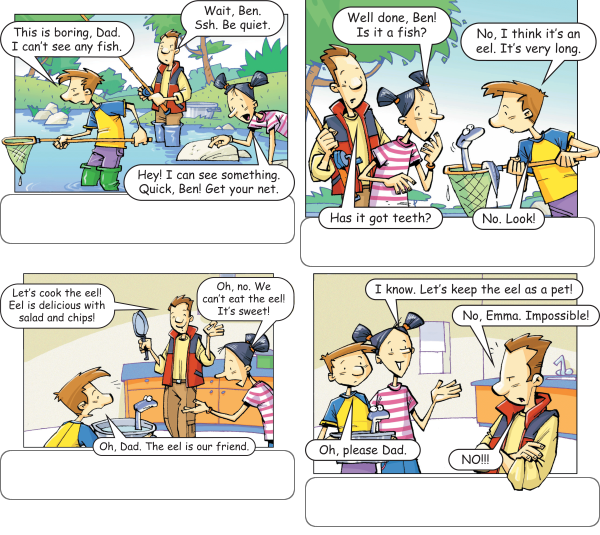 This is boring, Dad.
I can't see any fish.
Wait, Ben.
Ssh. Be quiet.
Hey! I can see something.
Quick, Ben! Get your net.
Well done, Ben!
Is it a fish?
No, I think it's an
eel. It's very long.
Has it got teeth?
No. Look!
Let's cook the eel!
Eel is delicious with
salad and chips!
Oh, no. We
can't eat the eel!
It's sweet!
Oh, Dad. The eel is our friend.
I know. Let's keep the eel as a pet!
No, Emma. Impossible!
Oh, please Dad.
NO!!!